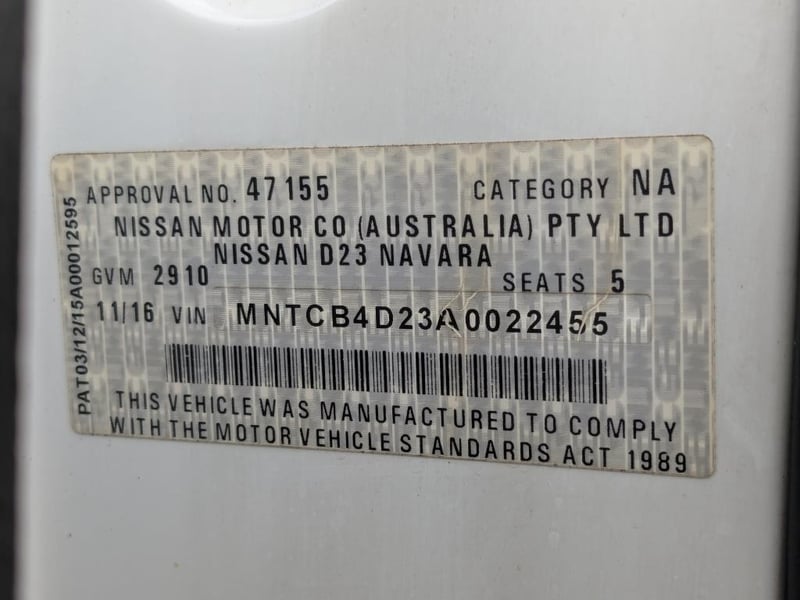 APPROVAL NO. 47155 CATEGORY NA
NISSAN MOTOR CO (AUSTRALIA) PTY LTD
NISSAN D23 NAVARA
GVM 2910 SEATS 5
11/16 VIN MNTCB4D23A0022455
THIS VEHICLE WAS MANUFACTURED TO COMPLY
WITH THE MOTOR VEHICLE STANDARDS ACT 1989
PAT03/12/15A00012595